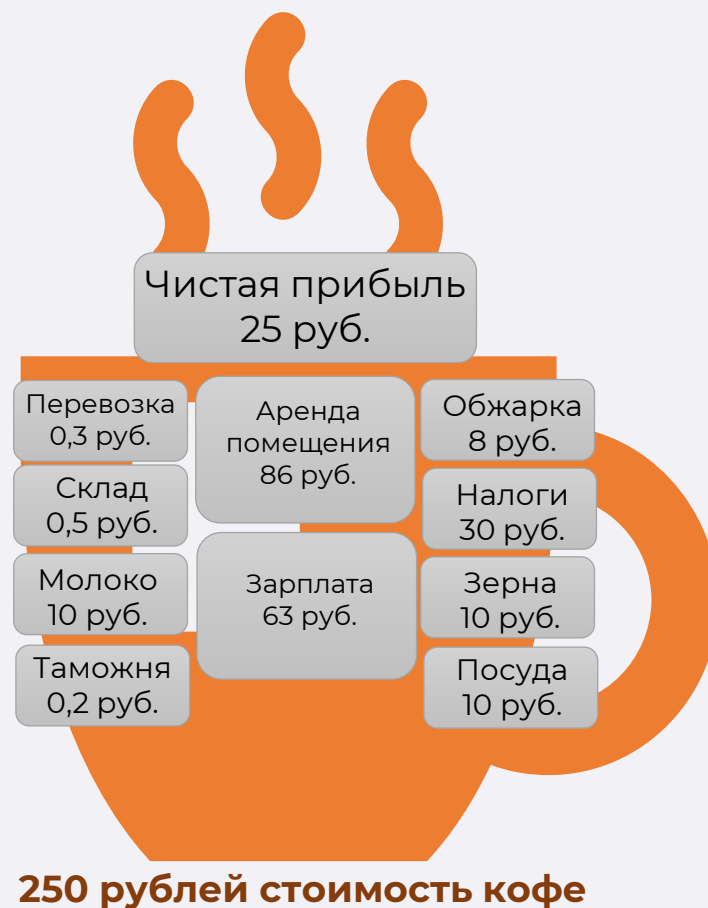 Чистая прибыль
25 руб.
Перевозка
0,3 руб.
Аренда
помещения
86 руб.
Обжарка
8 руб.
Склад
0,5 руб.
Налоги
30 руб.
Молоко
10 руб.
Зарплата
63 руб.
Зерна
10 руб.
Таможня
0,2 руб.
Посуда
10 руб.
250 рублей стоимость кофе